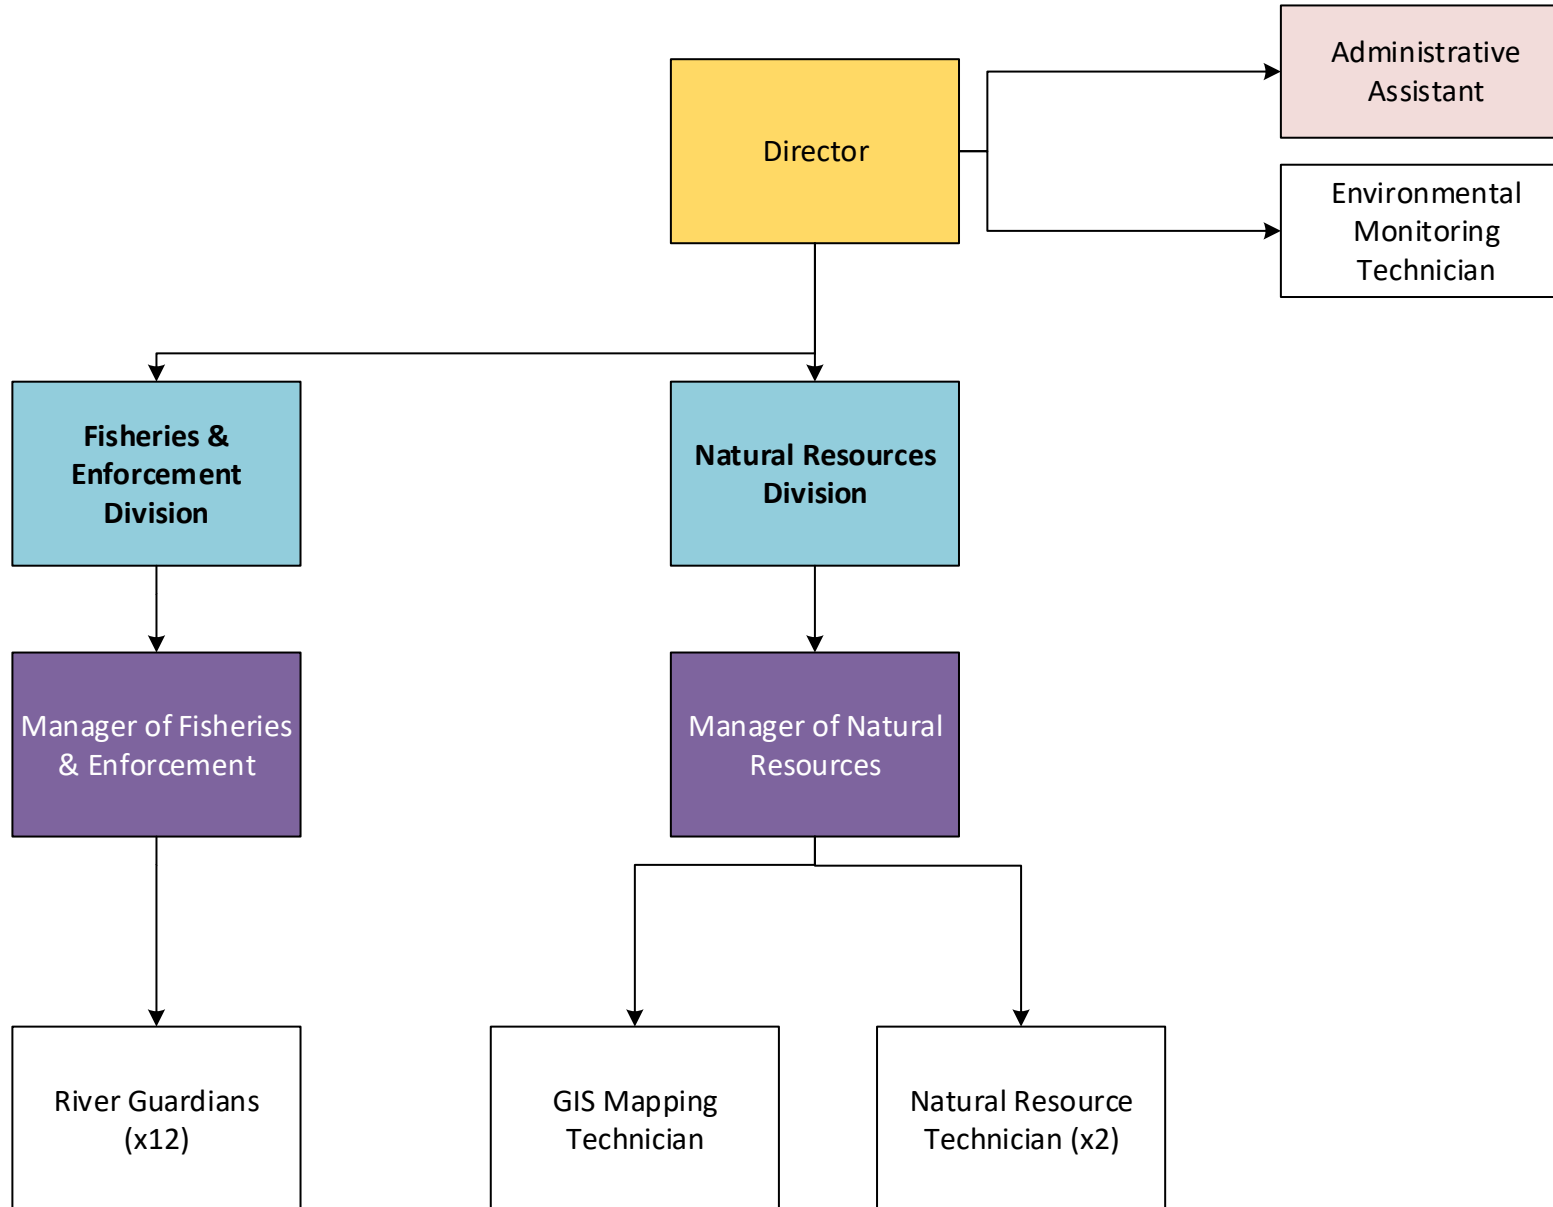 Administrative
Assistant
Director
Environmental
Monitoring
Technician
Fisheries &
Enforcement
Division
Natural Resources
Division
Manager of Fisheries
& Enforcement
Manager of Natural
Resources
River Guardians
(x12)
GIS Mapping
Technician
Natural Resource
Technician (x2)